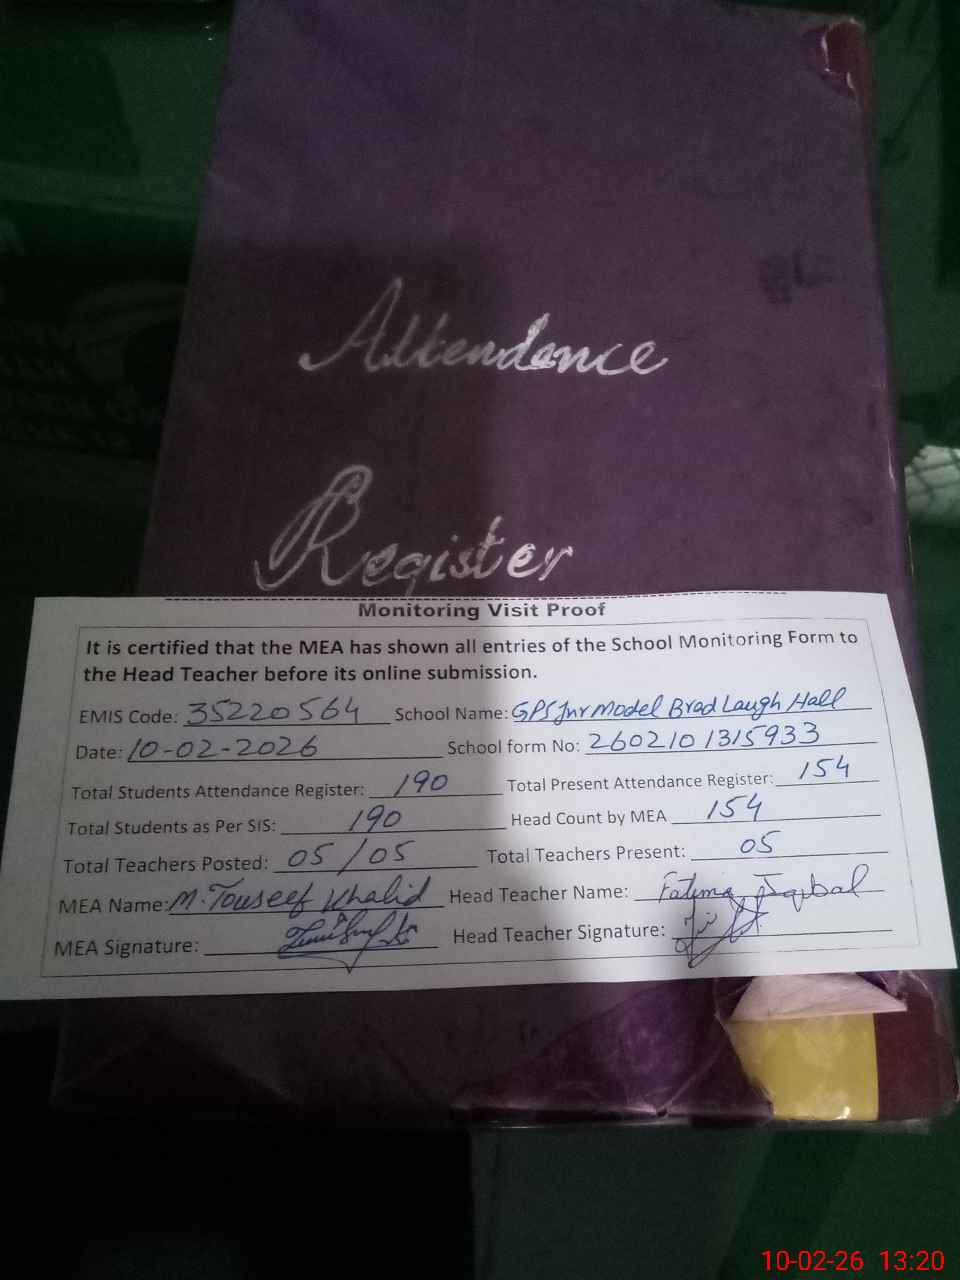 Attendance
Register
Monitoring Visit Proof
It is certified that the MEA has shown all entries of the School Monitoring Form to
the Head Teacher before its online submission.
EMIS Code: 35220564 School Name: GPS Jnr Model Brad Laugh Hall
Date: 10-02-2026 School form No: 2602101315933
Total Students Attendance Register: 190 Total Present Attendance Register: 154
Total Students as Per SIS: 190 Head Count by MEA 154
Total Teachers Posted: 05/05 Total Teachers Present: 05
MEA Name: M. Touseef Khalid Head Teacher Name: Fatima Iqbal
MEA Signature: Head Teacher Signature:
10-02-26 13:20